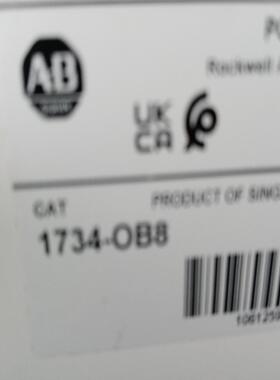 AB
Rockwell
UK
CA
CAT
PRODUCT OF SING
1734-OB8